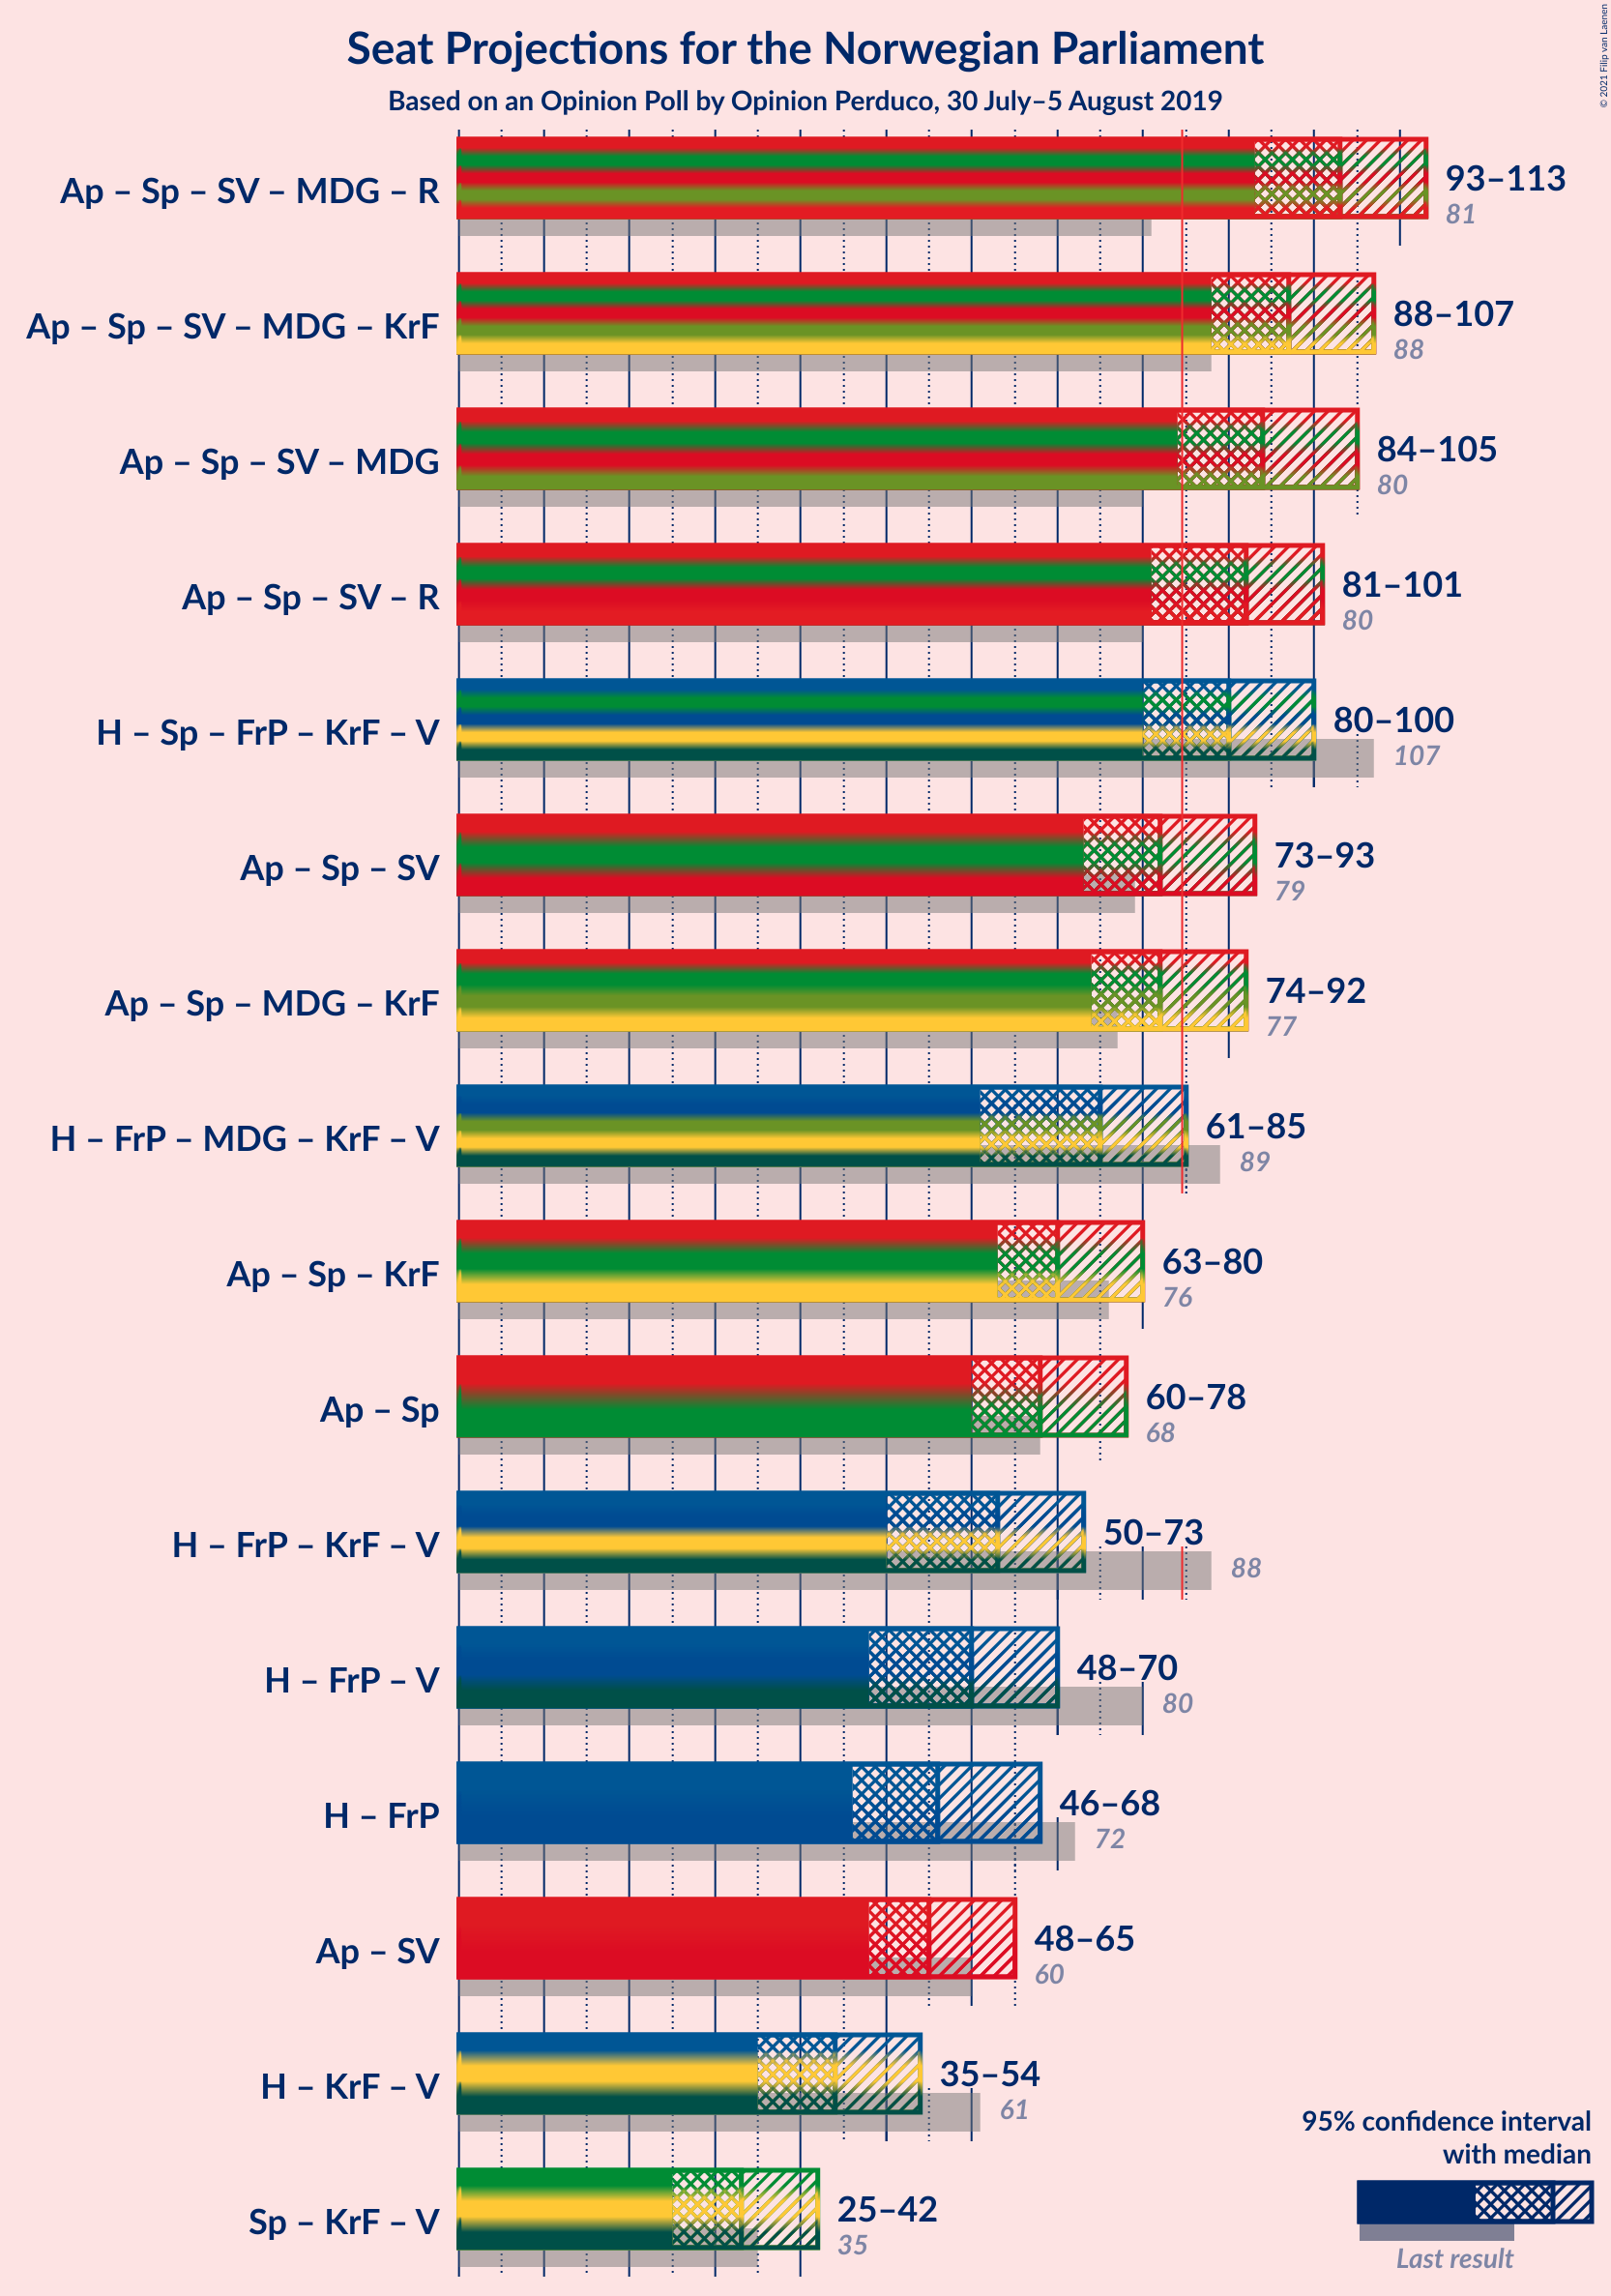 Seat Projections for the Norwegian Parliament
Based on an Opinion Poll by Opinion Perduco, 30 July–5 August 2019
© 2021 Filip van Laenen
Ap – Sp – SV – MDG – R
93–113
81
Ap – Sp – SV – MDG – KrF
88–107
88
Ap – Sp – SV – MDG
84–105
80
Ap – Sp – SV – R
81–101
80
H – Sp – FrP – KrF – V
80–100
107
Ap – Sp – SV
73–93
79
Ap – Sp – MDG – KrF
74–92
77
H – FrP – MDG – KrF – V
61–85
89
Ap – Sp – KrF
63–80
76
Ap – Sp
60–78
68
H – FrP – KrF – V
50–73
88
H – FrP – V
48–70
80
H – FrP
46–68
72
Ap – SV
48–65
60
H – KrF – V
35–54
61
Sp – KrF – V
25–42
35
95% confidence interval
with median
Last result